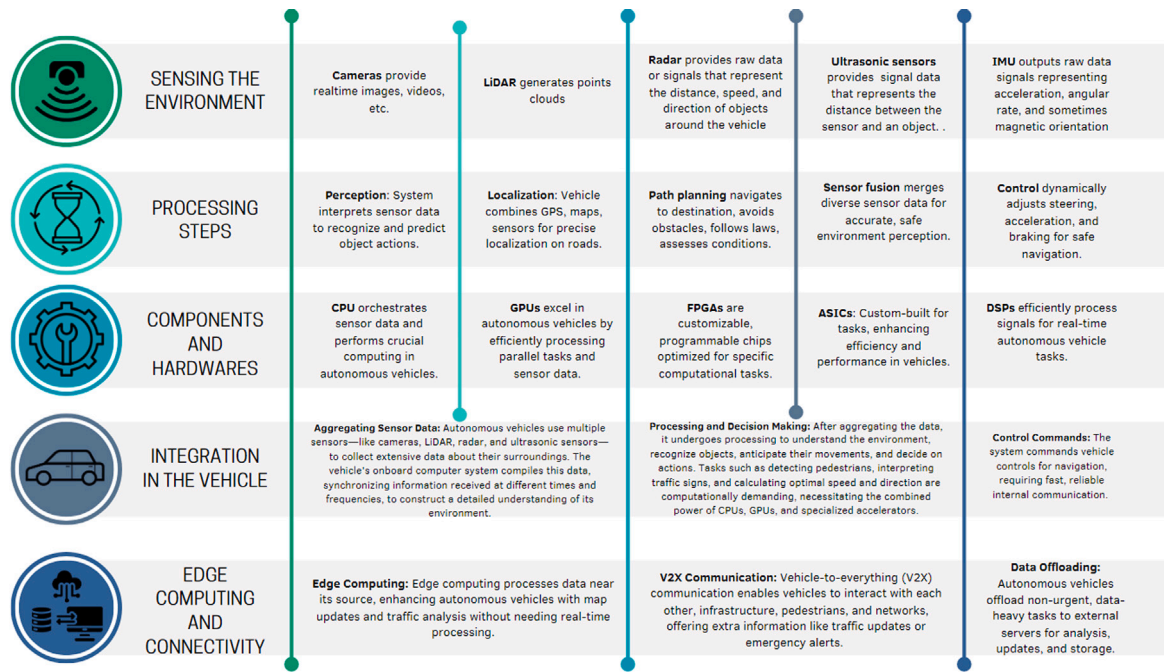 SENSING THE
ENVIRONMENT
Cameras provide
realtime images, videos,
etc.
LiDAR generates points
clouds
Radar provides raw data
or signals that represent
the distance, speed, and
direction of objects
around the vehicle
Ultrasonic sensors
provides signal data
that represents the
distance between the
sensor and an object. .
IMU outputs raw data
signals representing
acceleration, angular
rate, and sometimes
magnetic orientation
PROCESSING
STEPS
Perception: System
interprets sensor data
to recognize and predict
object actions.
Localization: Vehicle
combines GPS, maps,
sensors for precise
localization on roads.
Path planning navigates
to destination, avoids
obstacles, follows laws,
assesses conditions.
Sensor fusion merges
diverse sensor data for
accurate, safe
environment perception.
Control dynamically
adjusts steering,
acceleration, and
braking for safe
navigation.
COMPONENTS
AND
HARDWARES
CPU orchestrates
sensor data and
performs crucial
computing in
autonomous vehicles.
GPUs excel in
autonomous vehicles by
efficiently processing
parallel tasks and
sensor data.
FPGAs are
customizable,
programmable chips
optimized for specific
computational tasks.
ASICs: Custom-built for
tasks, enhancing
efficiency and
performance in vehicles.
DSPs efficiently process
signals for real-time
autonomous vehicle
tasks.
INTEGRATION
IN THE VEHICLE
Aggregating Sensor Data: Autonomous vehicles use multiple
sensors—like cameras, LiDAR, radar, and ultrasonic sensors—
to collect extensive data about their surroundings. The
vehicle's onboard computer system compiles this data,
synchronizing information received at different times and
frequencies, to construct a detailed understanding of its
environment.
Processing and Decision Making: After aggregating the data,
it undergoes processing to understand the environment,
recognize objects, anticipate their movements, and decide on
actions. Tasks such as detecting pedestrians, interpreting
traffic signs, and calculating optimal speed and direction are
computationally demanding, necessitating the combined
power of CPUs, GPUs, and specialized accelerators.
Control Commands: The
system commands vehicle
controls for navigation,
requiring fast, reliable
internal communication.
EDGE
COMPUTING
AND
CONNECTIVITY
Edge Computing: Edge computing processes data near
its source, enhancing autonomous vehicles with map
updates and traffic analysis without needing real-time
processing.
V2X Communication: Vehicle-to-everything (V2X)
communication enables vehicles to interact with each
other, infrastructure, pedestrians, and networks,
offering extra information like traffic updates or
emergency alerts.
Data Offloading:
Autonomous vehicles
offload non-urgent, data-
heavy tasks to external
servers for analysis,
updates, and storage.